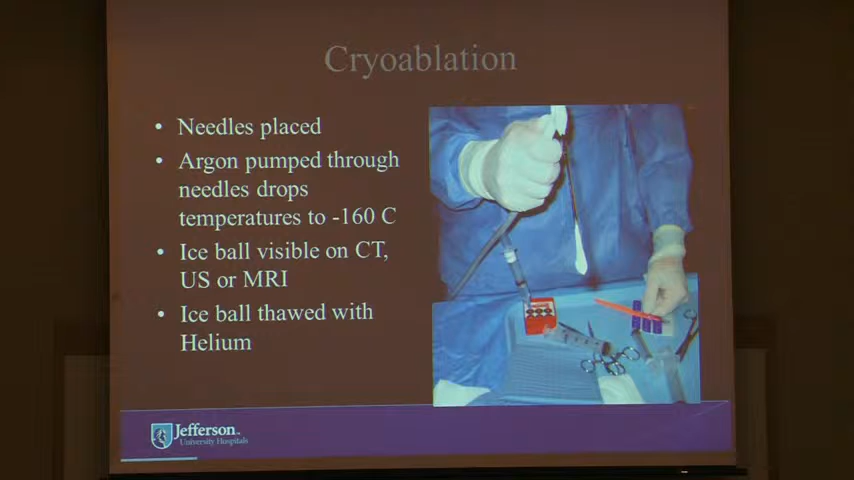 Cryoablation
• Needles placed
• Argon pumped through
needles drops
temperatures to -160 C
• Ice ball visible on CT,
US or MRI
• Ice ball thawed with
Helium
Jefferson™
University Hospitals